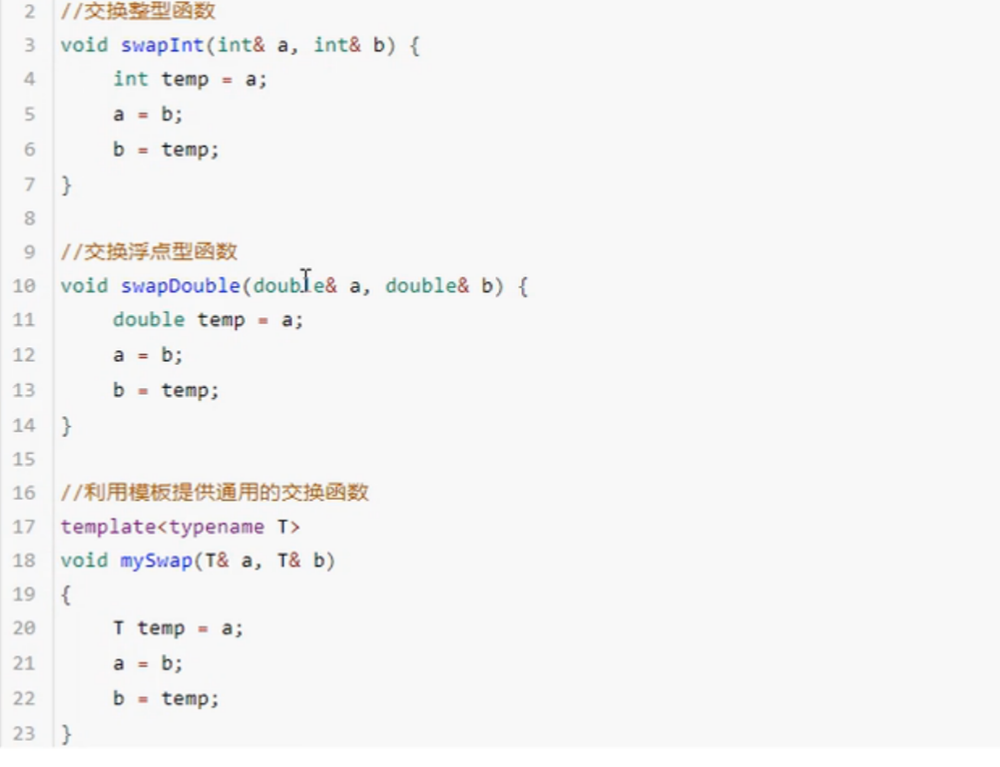 2 //交换整型函数
3 void swapInt(int& a, int& b) {
4 int temp = a;
5 a = b;
6 b = temp;
7 }
8
9 //交换浮点型函数
10 void swapDouble(double& a, double& b) {
11 double temp = a;
12 a = b;
13 b = temp;
14 }
15
16 //利用模板提供通用的交换函数
17 template<typename T>
18 void mySwap(T& a, T& b)
19 {
20 T temp = a;
21 a = b;
22 b = temp;
23 }